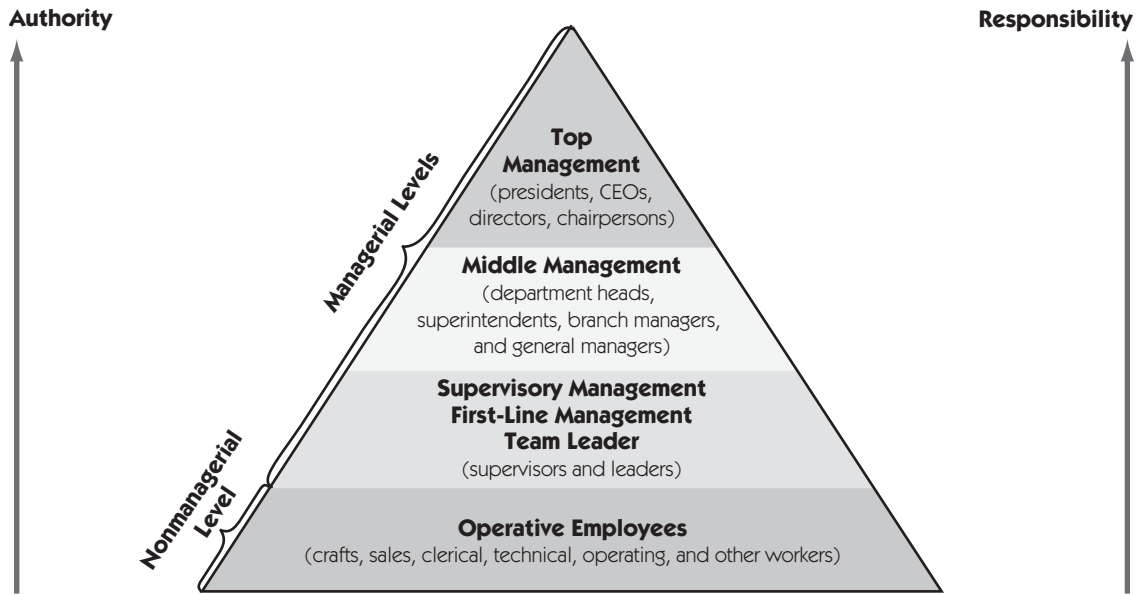 Authority
Responsibility
Top
Management
(presidents, CEOs,
directors, chairpersons)
Managerial Levels
Middle Management
(department heads,
superintendents, branch managers,
and general managers)
Supervisory Management
First-Line Management
Team Leader
(supervisors and leaders)
Nonmanagerial
Level
Operative Employees
(crafts, sales, clerical, technical, operating, and other workers)